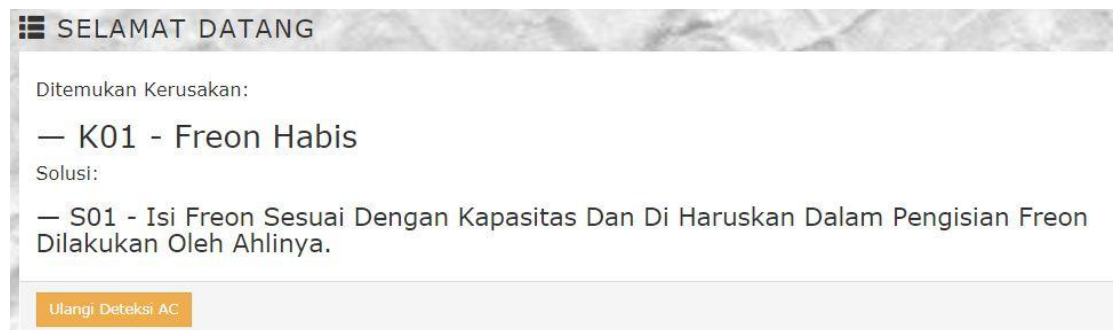 SELAMAT DATANG
Ditemukan Kerusakan:
— K01 - Freon Habis
Solusi:
— S01 - Isi Freon Sesuai Dengan Kapasitas Dan Di Haruskan Dalam Pengisian Freon
Dilakukan Oleh Ahlinya.
Ulangi Deteksi AC